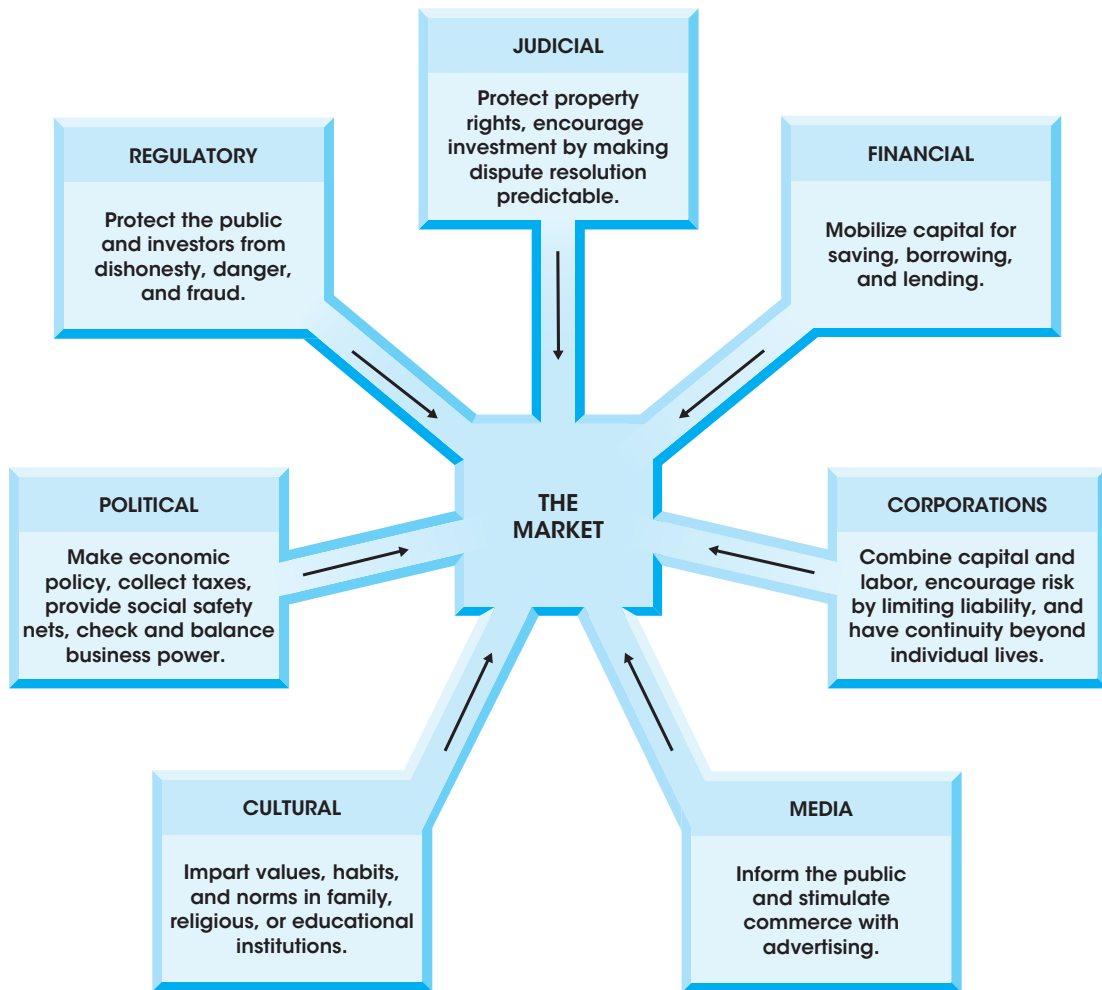 JUDICIAL
Protect property
rights, encourage
investment by making
dispute resolution
predictable.
REGULATORY
Protect the public
and investors from
dishonesty, danger,
and fraud.
FINANCIAL
Mobilize capital for
saving, borrowing,
and lending.
THE
MARKET
POLITICAL
Make economic
policy, collect taxes,
provide social safety
nets, check and balance
business power.
CORPORATIONS
Combine capital and
labor, encourage risk
by limiting liability, and
have continuity beyond
individual lives.
CULTURAL
Impart values, habits,
and norms in family,
religious, or educational
institutions.
MEDIA
Inform the public
and stimulate
commerce with
advertising.